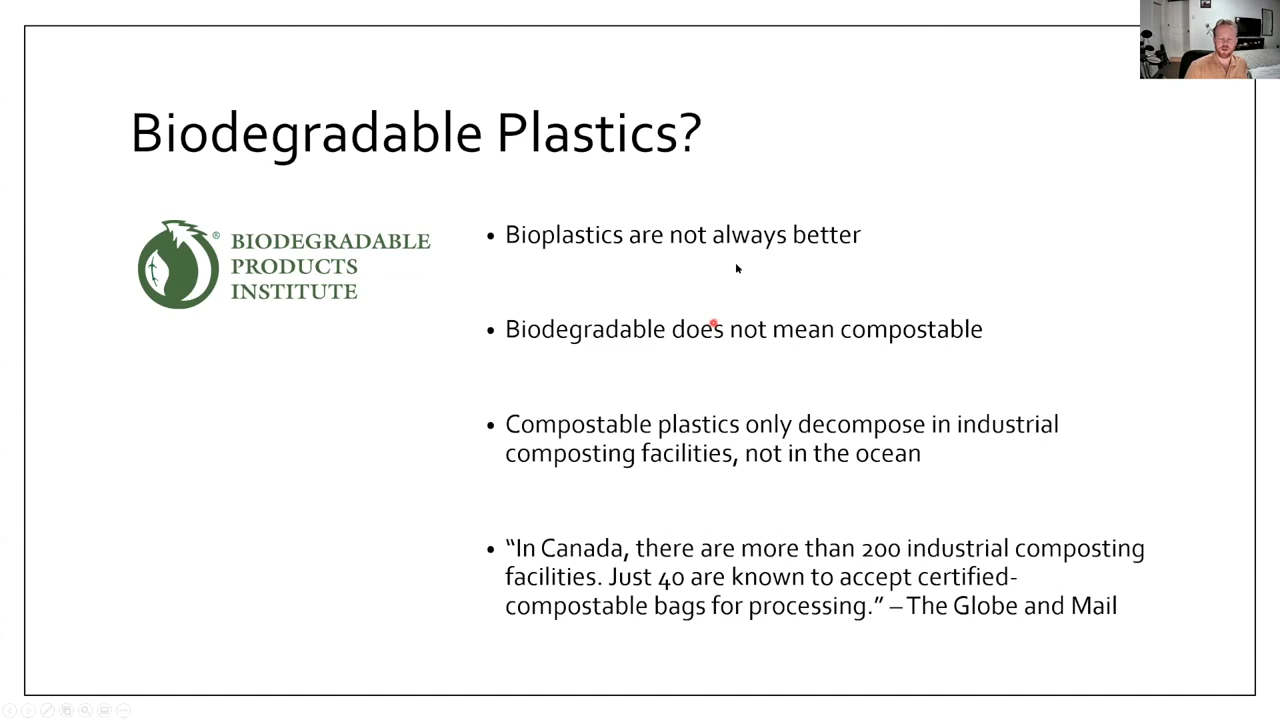 Biodegradable Plastics?
BIODEGRADABLE
PRODUCTS
INSTITUTE
®
• Bioplastics are not always better
• Biodegradable does not mean compostable
• Compostable plastics only decompose in industrial
composting facilities, not in the ocean
• “In Canada, there are more than 200 industrial composting
facilities. Just 40 are known to accept certified-
compostable bags for processing.” – The Globe and Mail